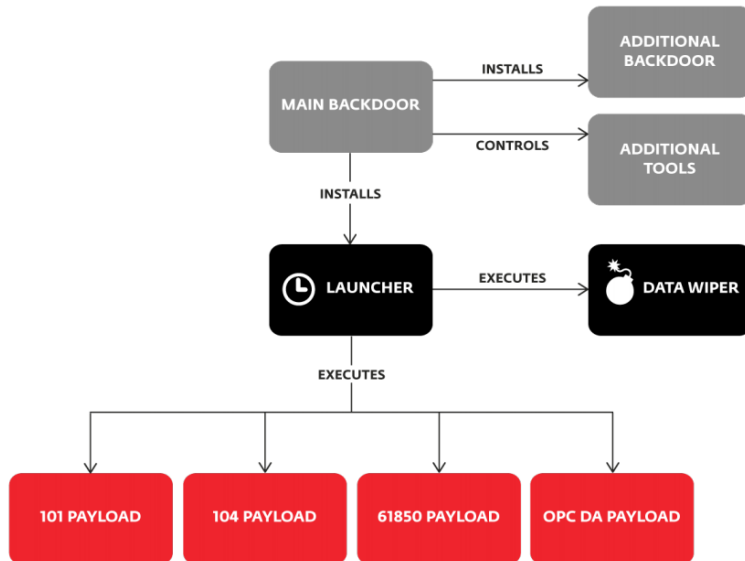 ADDITIONAL
BACKDOOR
INSTALLS
MAIN BACKDOOR
CONTROLS
ADDITIONAL
TOOLS
INSTALLS
LAUNCHER
EXECUTES
DATA WIPER
EXECUTES
101 PAYLOAD
104 PAYLOAD
61850 PAYLOAD
OPC DA PAYLOAD